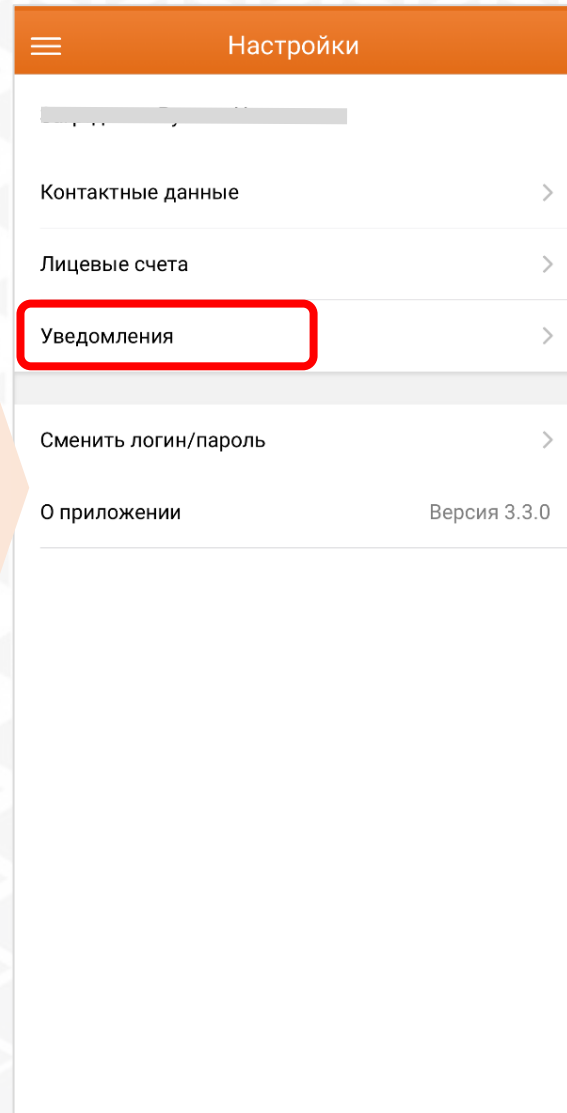 Настройки
Контактные данные
Лицевые счета
Уведомления
Сменить логин/пароль
О приложении Версия 3.3.0